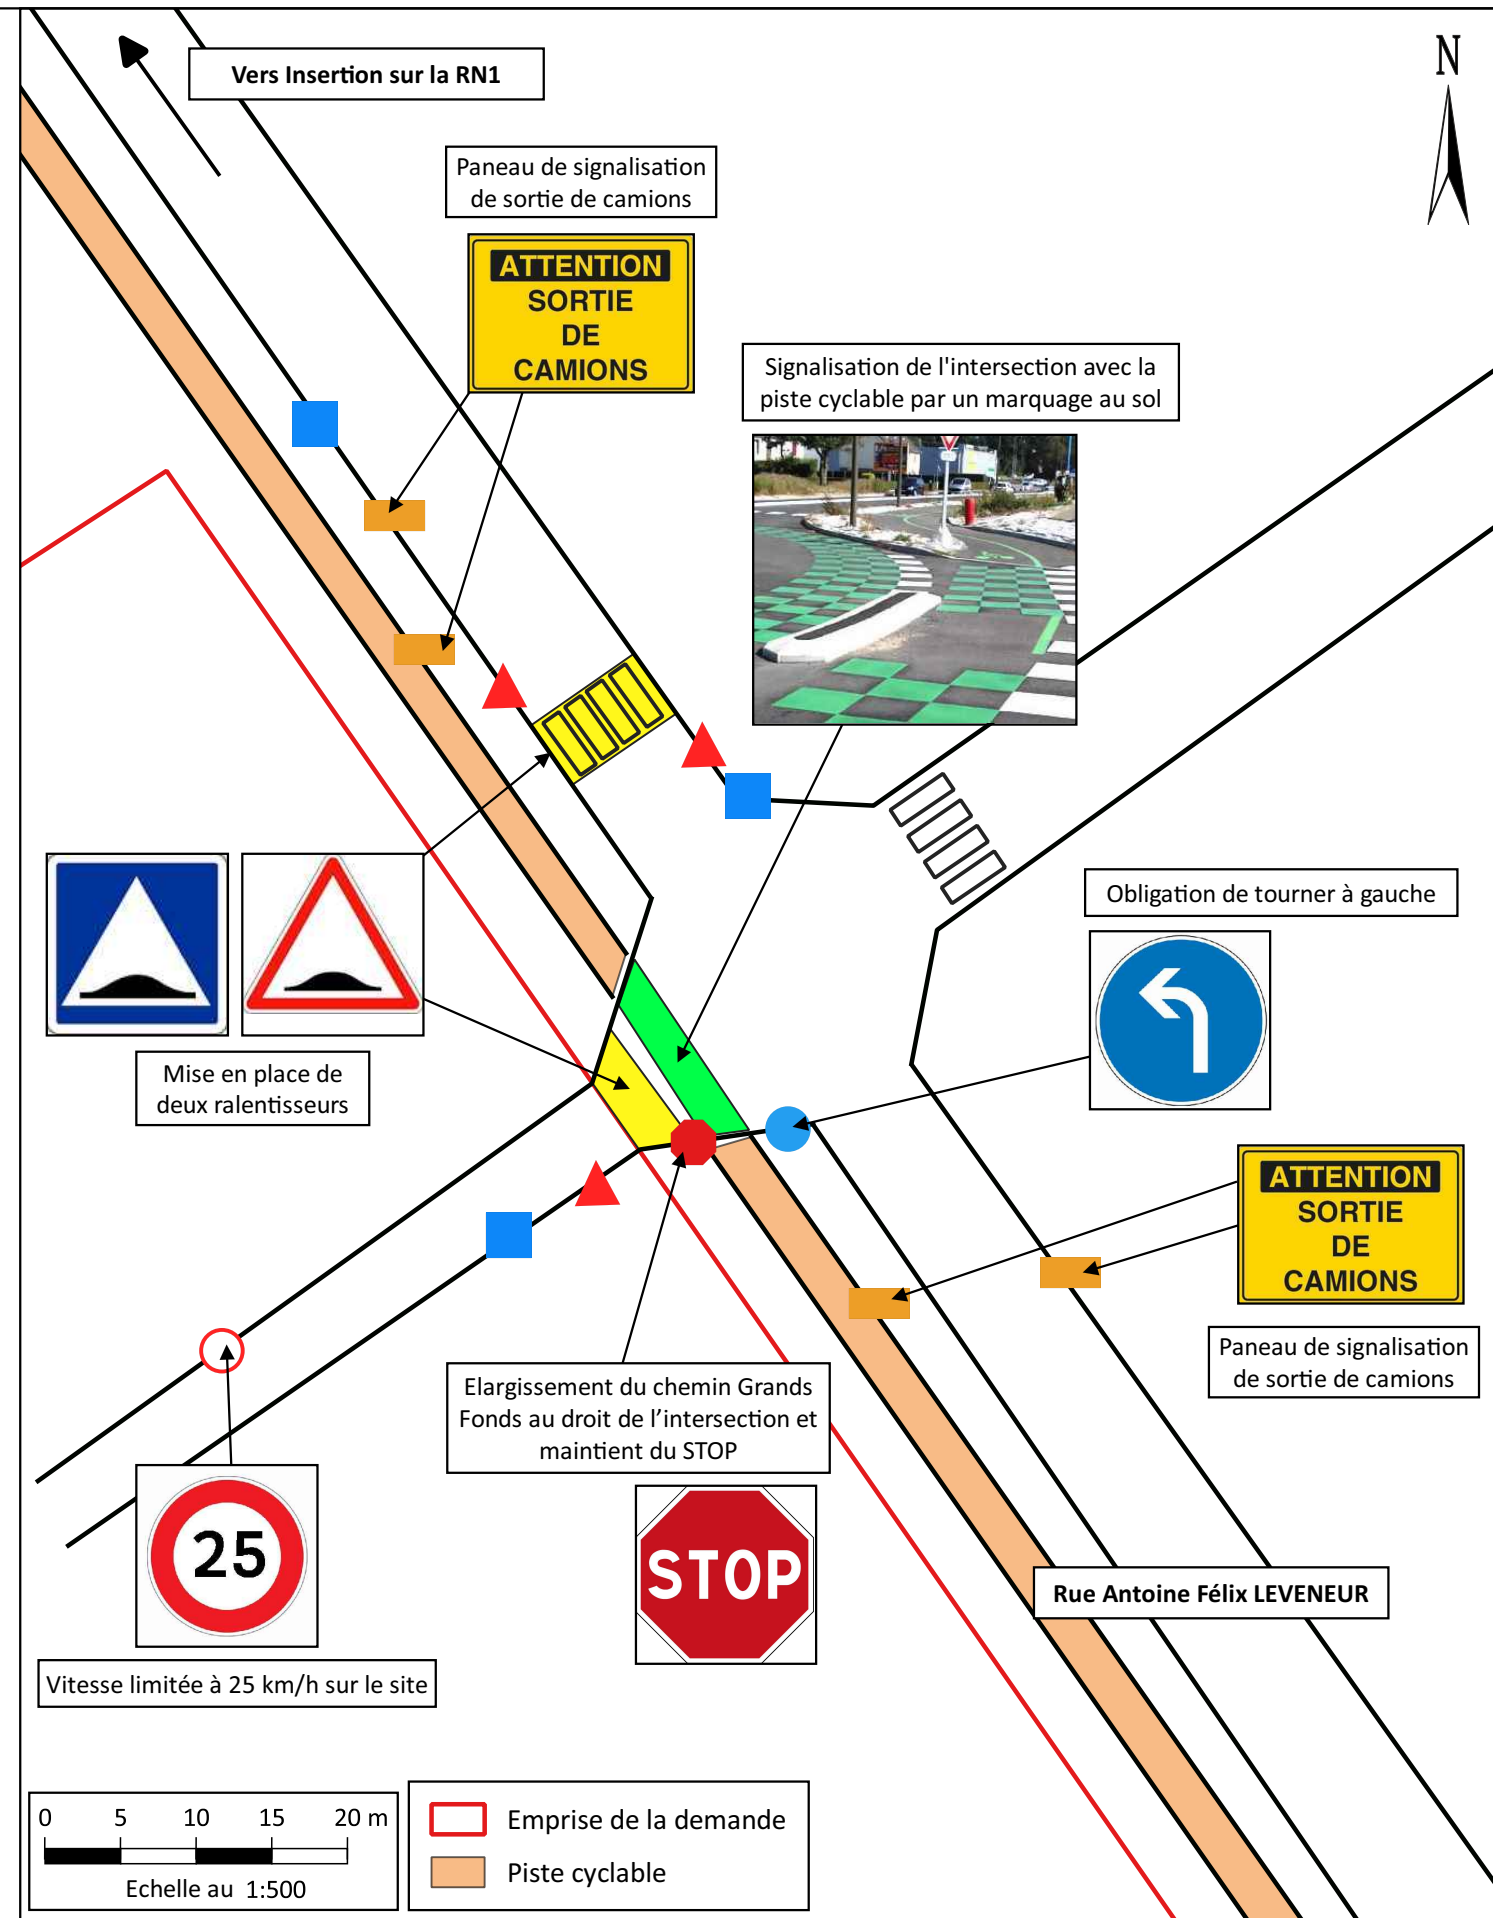 Vers Insertion sur la RN1
N
Paneau de signalisation
de sortie de camions
ATTENTION
SORTIE
DE
CAMIONS
Signalisation de l'intersection avec la
piste cyclable par un marquage au sol
Obligation de tourner à gauche
Mise en place de
deux ralentisseurs
ATTENTION
SORTIE
DE
CAMIONS
Paneau de signalisation
de sortie de camions
Elargissement du chemin Grands
Fonds au droit de l’intersection et
maintient du STOP
25
STOP
Rue Antoine Félix LEVENEUR
Vitesse limitée à 25 km/h sur le site
0 5 10 15 20 m
Echelle au 1:500
Emprise de la demande
Piste cyclable